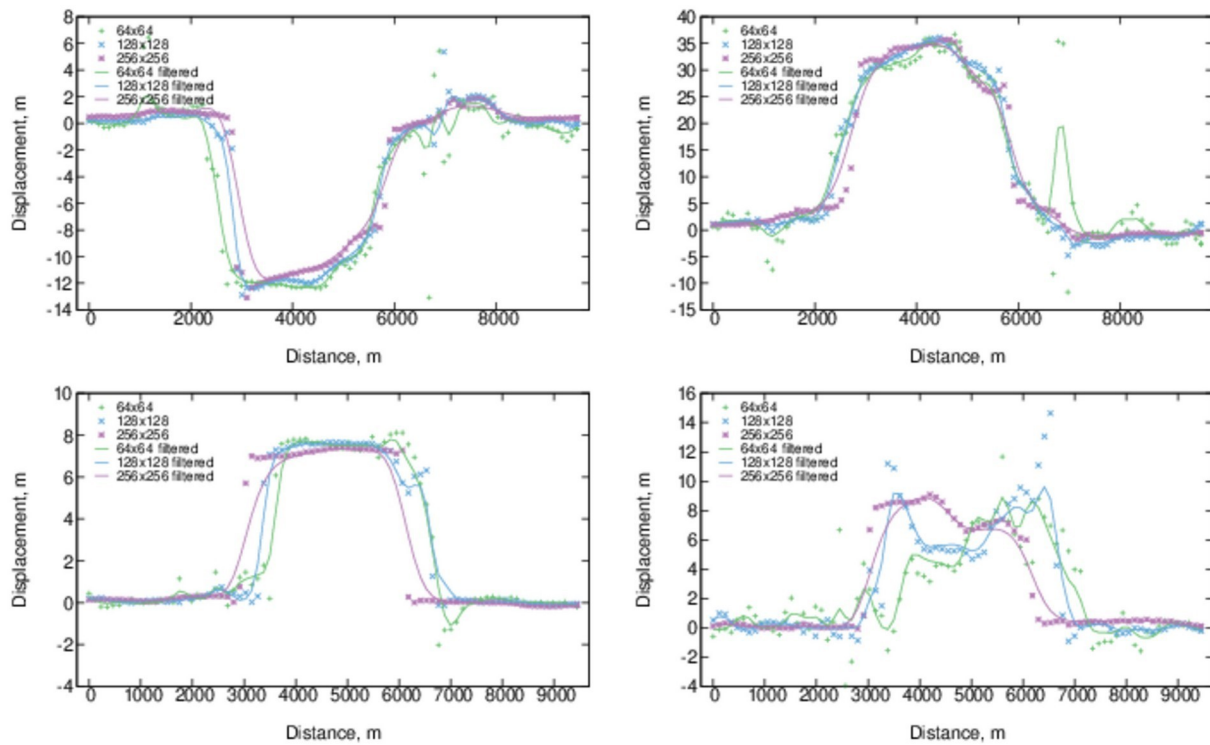 8
6
4
2
0
-2
-4
-6
-8
-10
-12
-14
64x64
128x128
256x256
64x64 filtered
128x128 filtered
256x256 filtered
Displacement, m
0 2000 4000 6000 8000
Distance, m
40
35
30
25
20
15
10
5
0
-5
-10
-15
64x64
128x128
256x256
64x64 filtered
128x128 filtered
256x256 filtered
Displacement, m
0 2000 4000 6000 8000
Distance, m
10
8
6
4
2
0
-2
-4
64x64
128x128
256x256
64x64 filtered
128x128 filtered
256x256 filtered
Displacement, m
0 1000 2000 3000 4000 5000 6000 7000 8000 9000
Distance, m
16
14
12
10
8
6
4
2
0
-2
-4
64x64
128x128
256x256
64x64 filtered
128x128 filtered
256x256 filtered
Displacement, m
0 1000 2000 3000 4000 5000 6000 7000 8000 9000
Distance, m